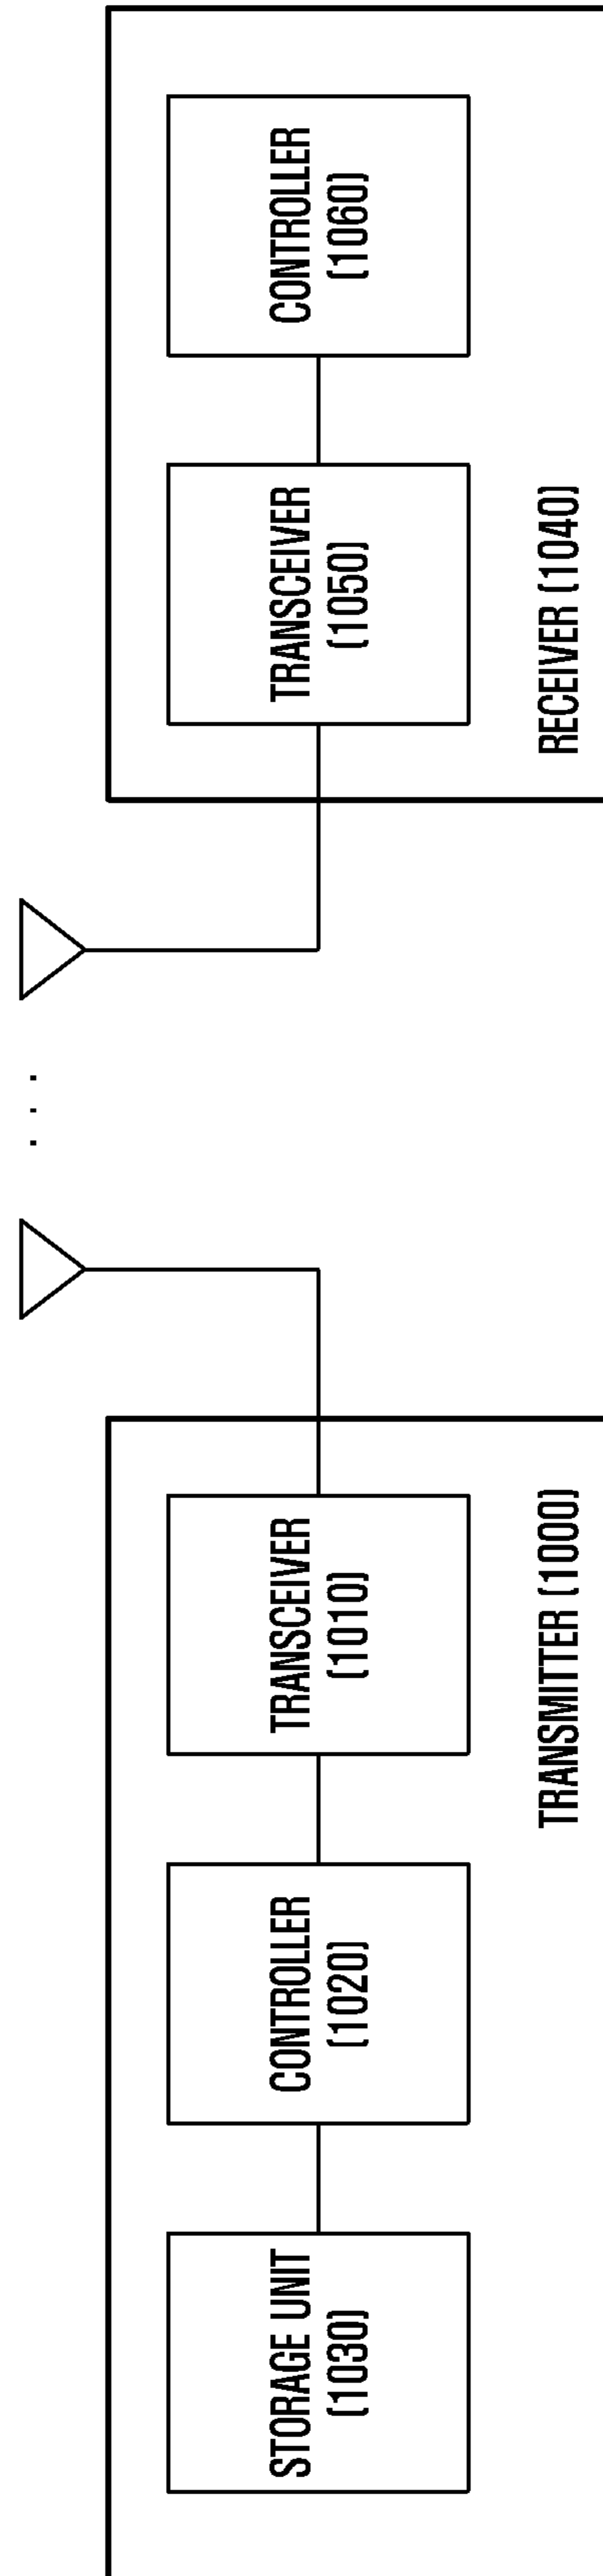 STORAGE UNIT
(1030)
CONTROLLER
(1020)
TRANSCEIVER
(1010)
TRANSMITTER (1000)
. . .
TRANSCEIVER
(1050)
CONTROLLER
(1060)
RECEIVER (1040)